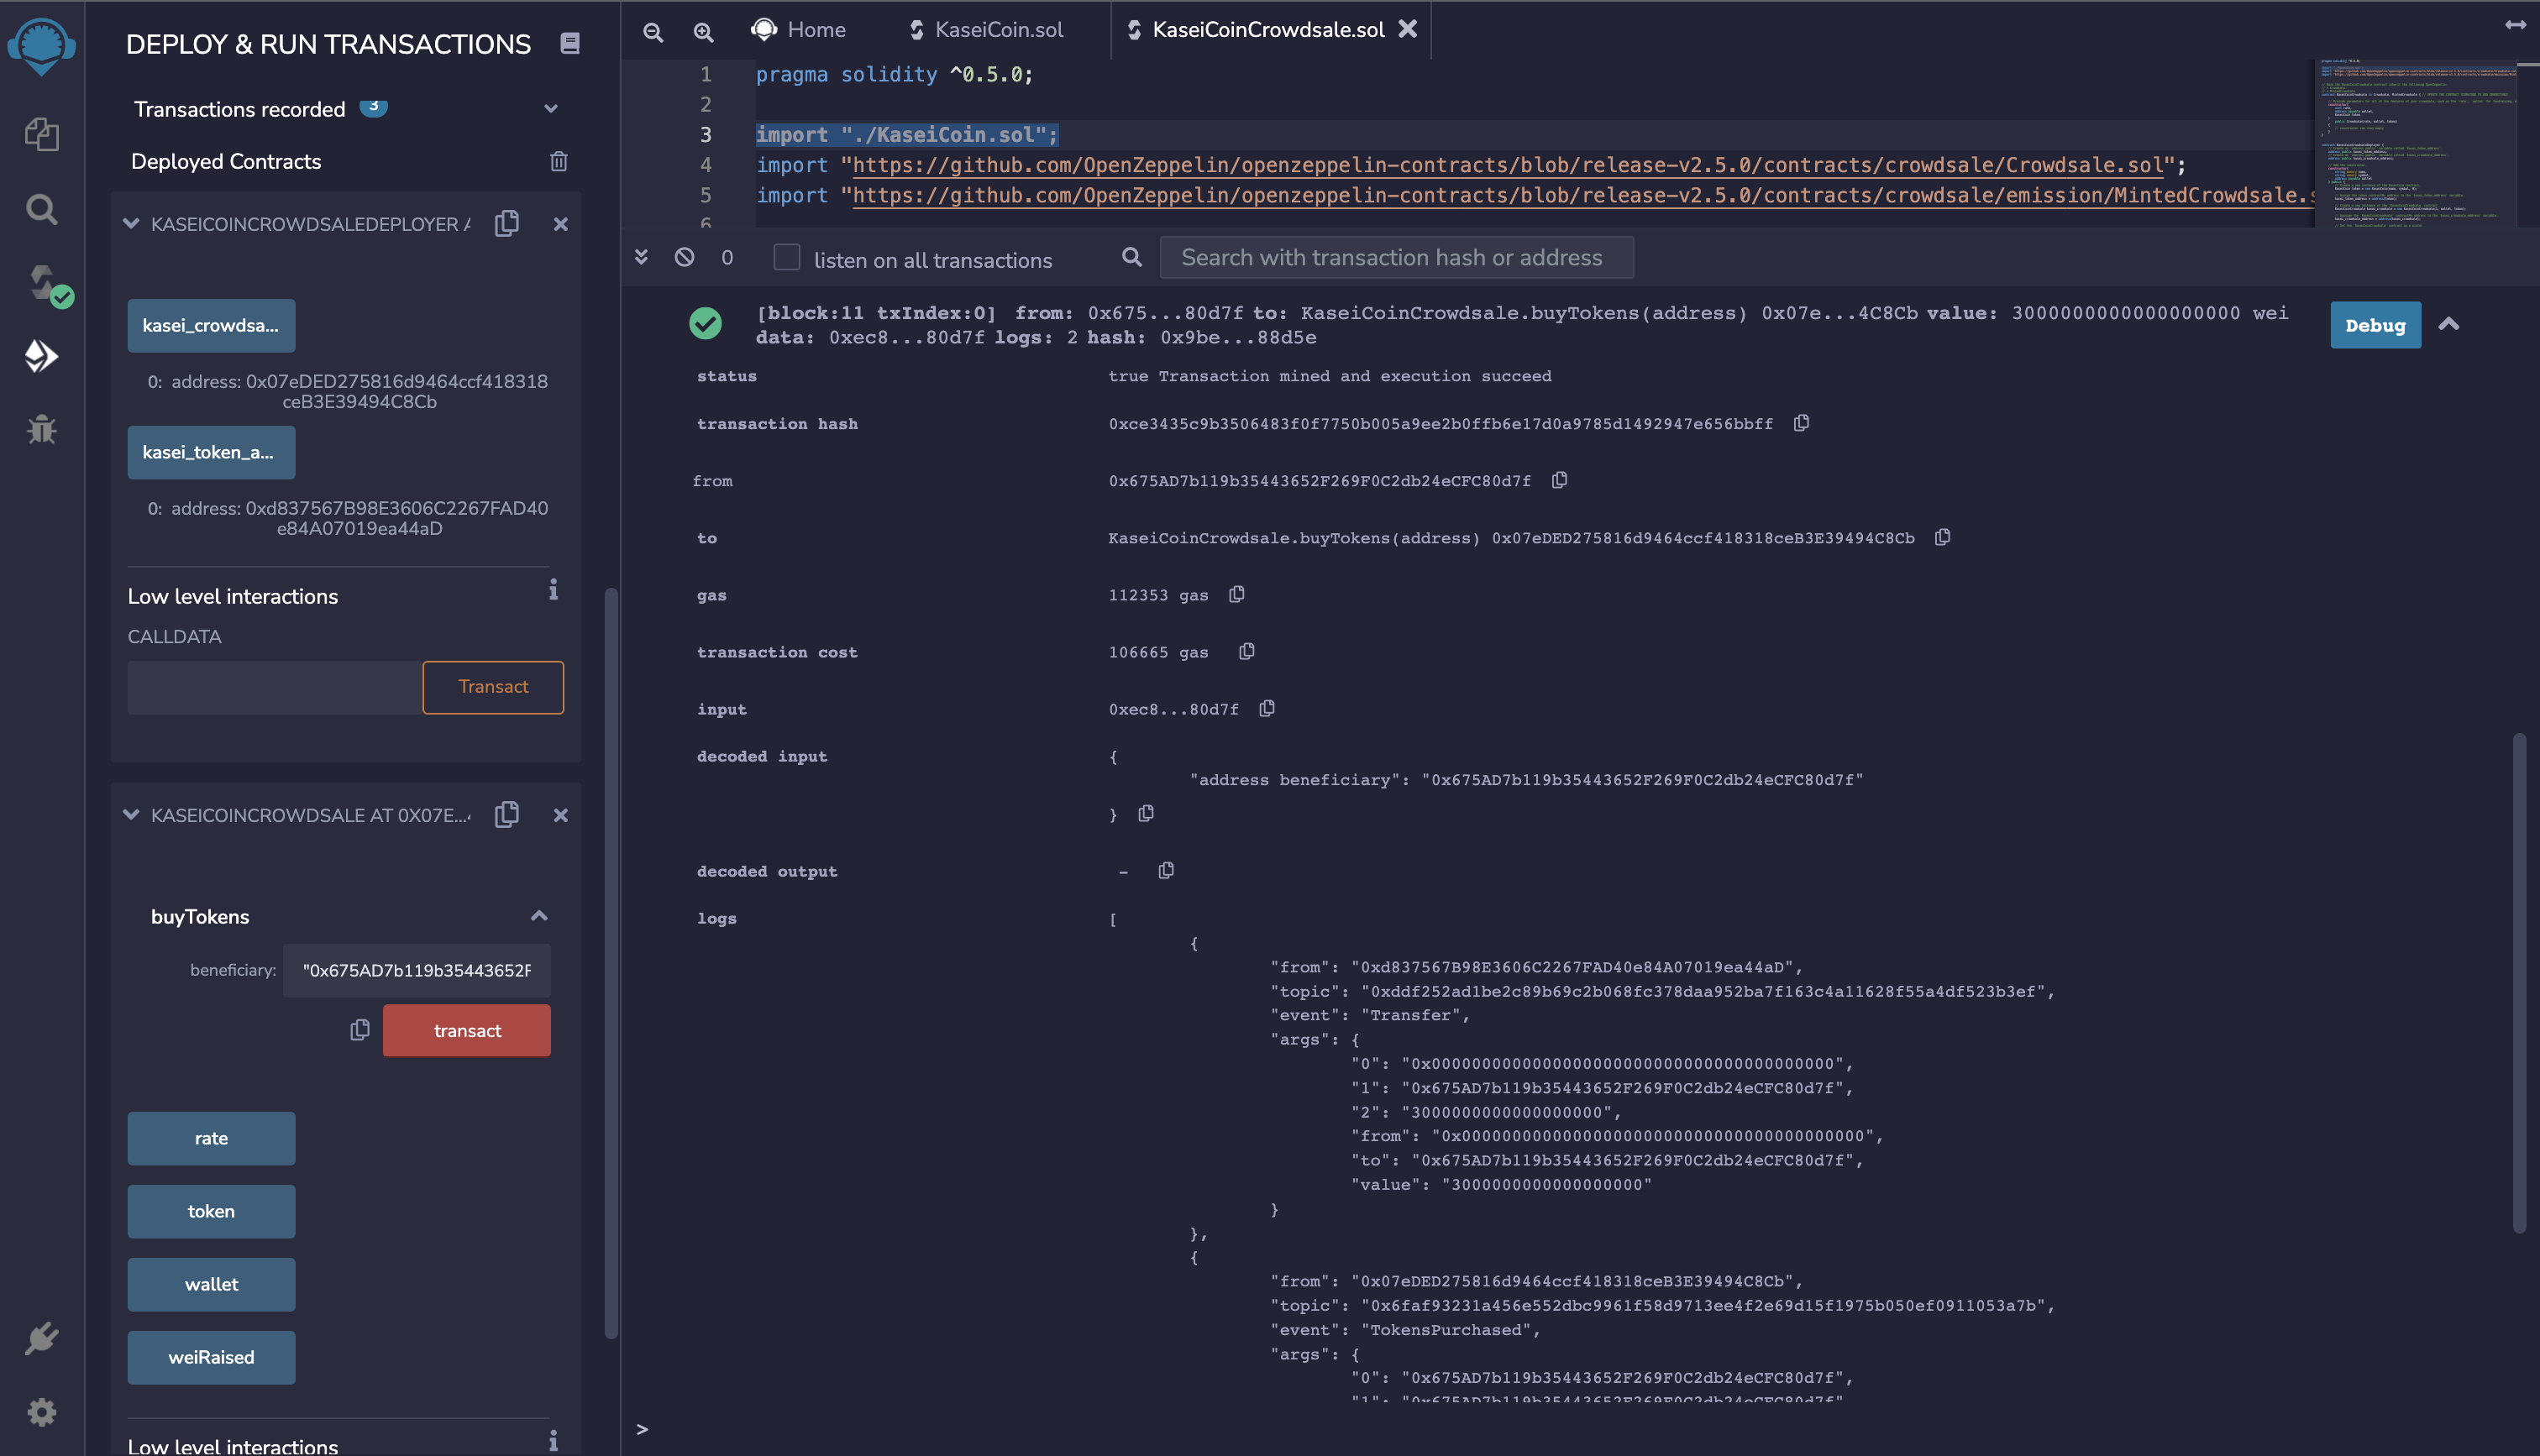 DEPLOY & RUN TRANSACTIONS
Transactions recorded 3
Deployed Contracts
KASEICOINCROWDSALEDEPLOYER A
kasei_crowdsa...
0: address: 0x07eDED275816d9464ccf418318
ceB3E39494C8Cb
kasei_token_a...
0: address: 0xd837567B98E3606C2267FAD40
e84A07019ea44aD
Low level interactions
CALLDATA
Transact
KASEICOINCROWDSALE AT 0X07E...
buyTokens
beneficiary: "0x675AD7b119b35443652F
transact
rate
token
wallet
weiRaised
Low level interactions
Home
KaseiCoin.sol
KaseiCoinCrowdsale.sol
1 pragma solidity ^0.5.0;
2
3 import "./KaseiCoin.sol";
4 import "https://github.com/OpenZeppelin/openzeppelin-contracts/blob/release-v2.5.0/contracts/crowdsale/Crowdsale.sol";
5 import "https://github.com/OpenZeppelin/openzeppelin-contracts/blob/release-v2.5.0/contracts/crowdsale/emission/MintedCrowdsale.s
6
0 listen on all transactions Search with transaction hash or address
[block:11 txIndex:0] from: 0x675...80d7f to: KaseiCoinCrowdsale.buyTokens(address) 0x07e...4C8Cb value: 3000000000000000000 wei
data: 0xec8...80d7f logs: 2 hash: 0x9be...88d5e
Debug
status true Transaction mined and execution succeed
transaction hash 0xce3435c9b3506483f0f7750b005a9ee2b0ffb6e17d0a9785d1492947e656bbff
from 0x675AD7b119b35443652F269F0C2db24eCFC80d7f
to KaseiCoinCrowdsale.buyTokens(address) 0x07eDED275816d9464ccf418318ceB3E39494C8Cb
gas 112353 gas
transaction cost 106665 gas
input 0xec8...80d7f
decoded input {
"address beneficiary": "0x675AD7b119b35443652F269F0C2db24eCFC80d7f"
}
decoded output -
logs [
{
"from": "0xd837567B98E3606C2267FAD40e84A07019ea44aD",
"topic": "0xddf252ad1be2c89b69c2b068fc378daa952ba7f163c4a11628f55a4df523b3ef",
"event": "Transfer",
"args": {
"0": "0x0000000000000000000000000000000000000000",
"1": "0x675AD7b119b35443652F269F0C2db24eCFC80d7f",
"2": "3000000000000000000",
"from": "0x0000000000000000000000000000000000000000",
"to": "0x675AD7b119b35443652F269F0C2db24eCFC80d7f",
"value": "3000000000000000000"
}
},
{
"from": "0x07eDED275816d9464ccf418318ceB3E39494C8Cb",
"topic": "0x6faf93231a456e552dbc9961f58d9713ee4f2e69d15f1975b050ef0911053a7b",
"event": "TokensPurchased",
"args": {
"0": "0x675AD7b119b35443652F269F0C2db24eCFC80d7f",
"1": "0x675AD7b119b35443652F269F0C2db24eCFC80d7f"
>